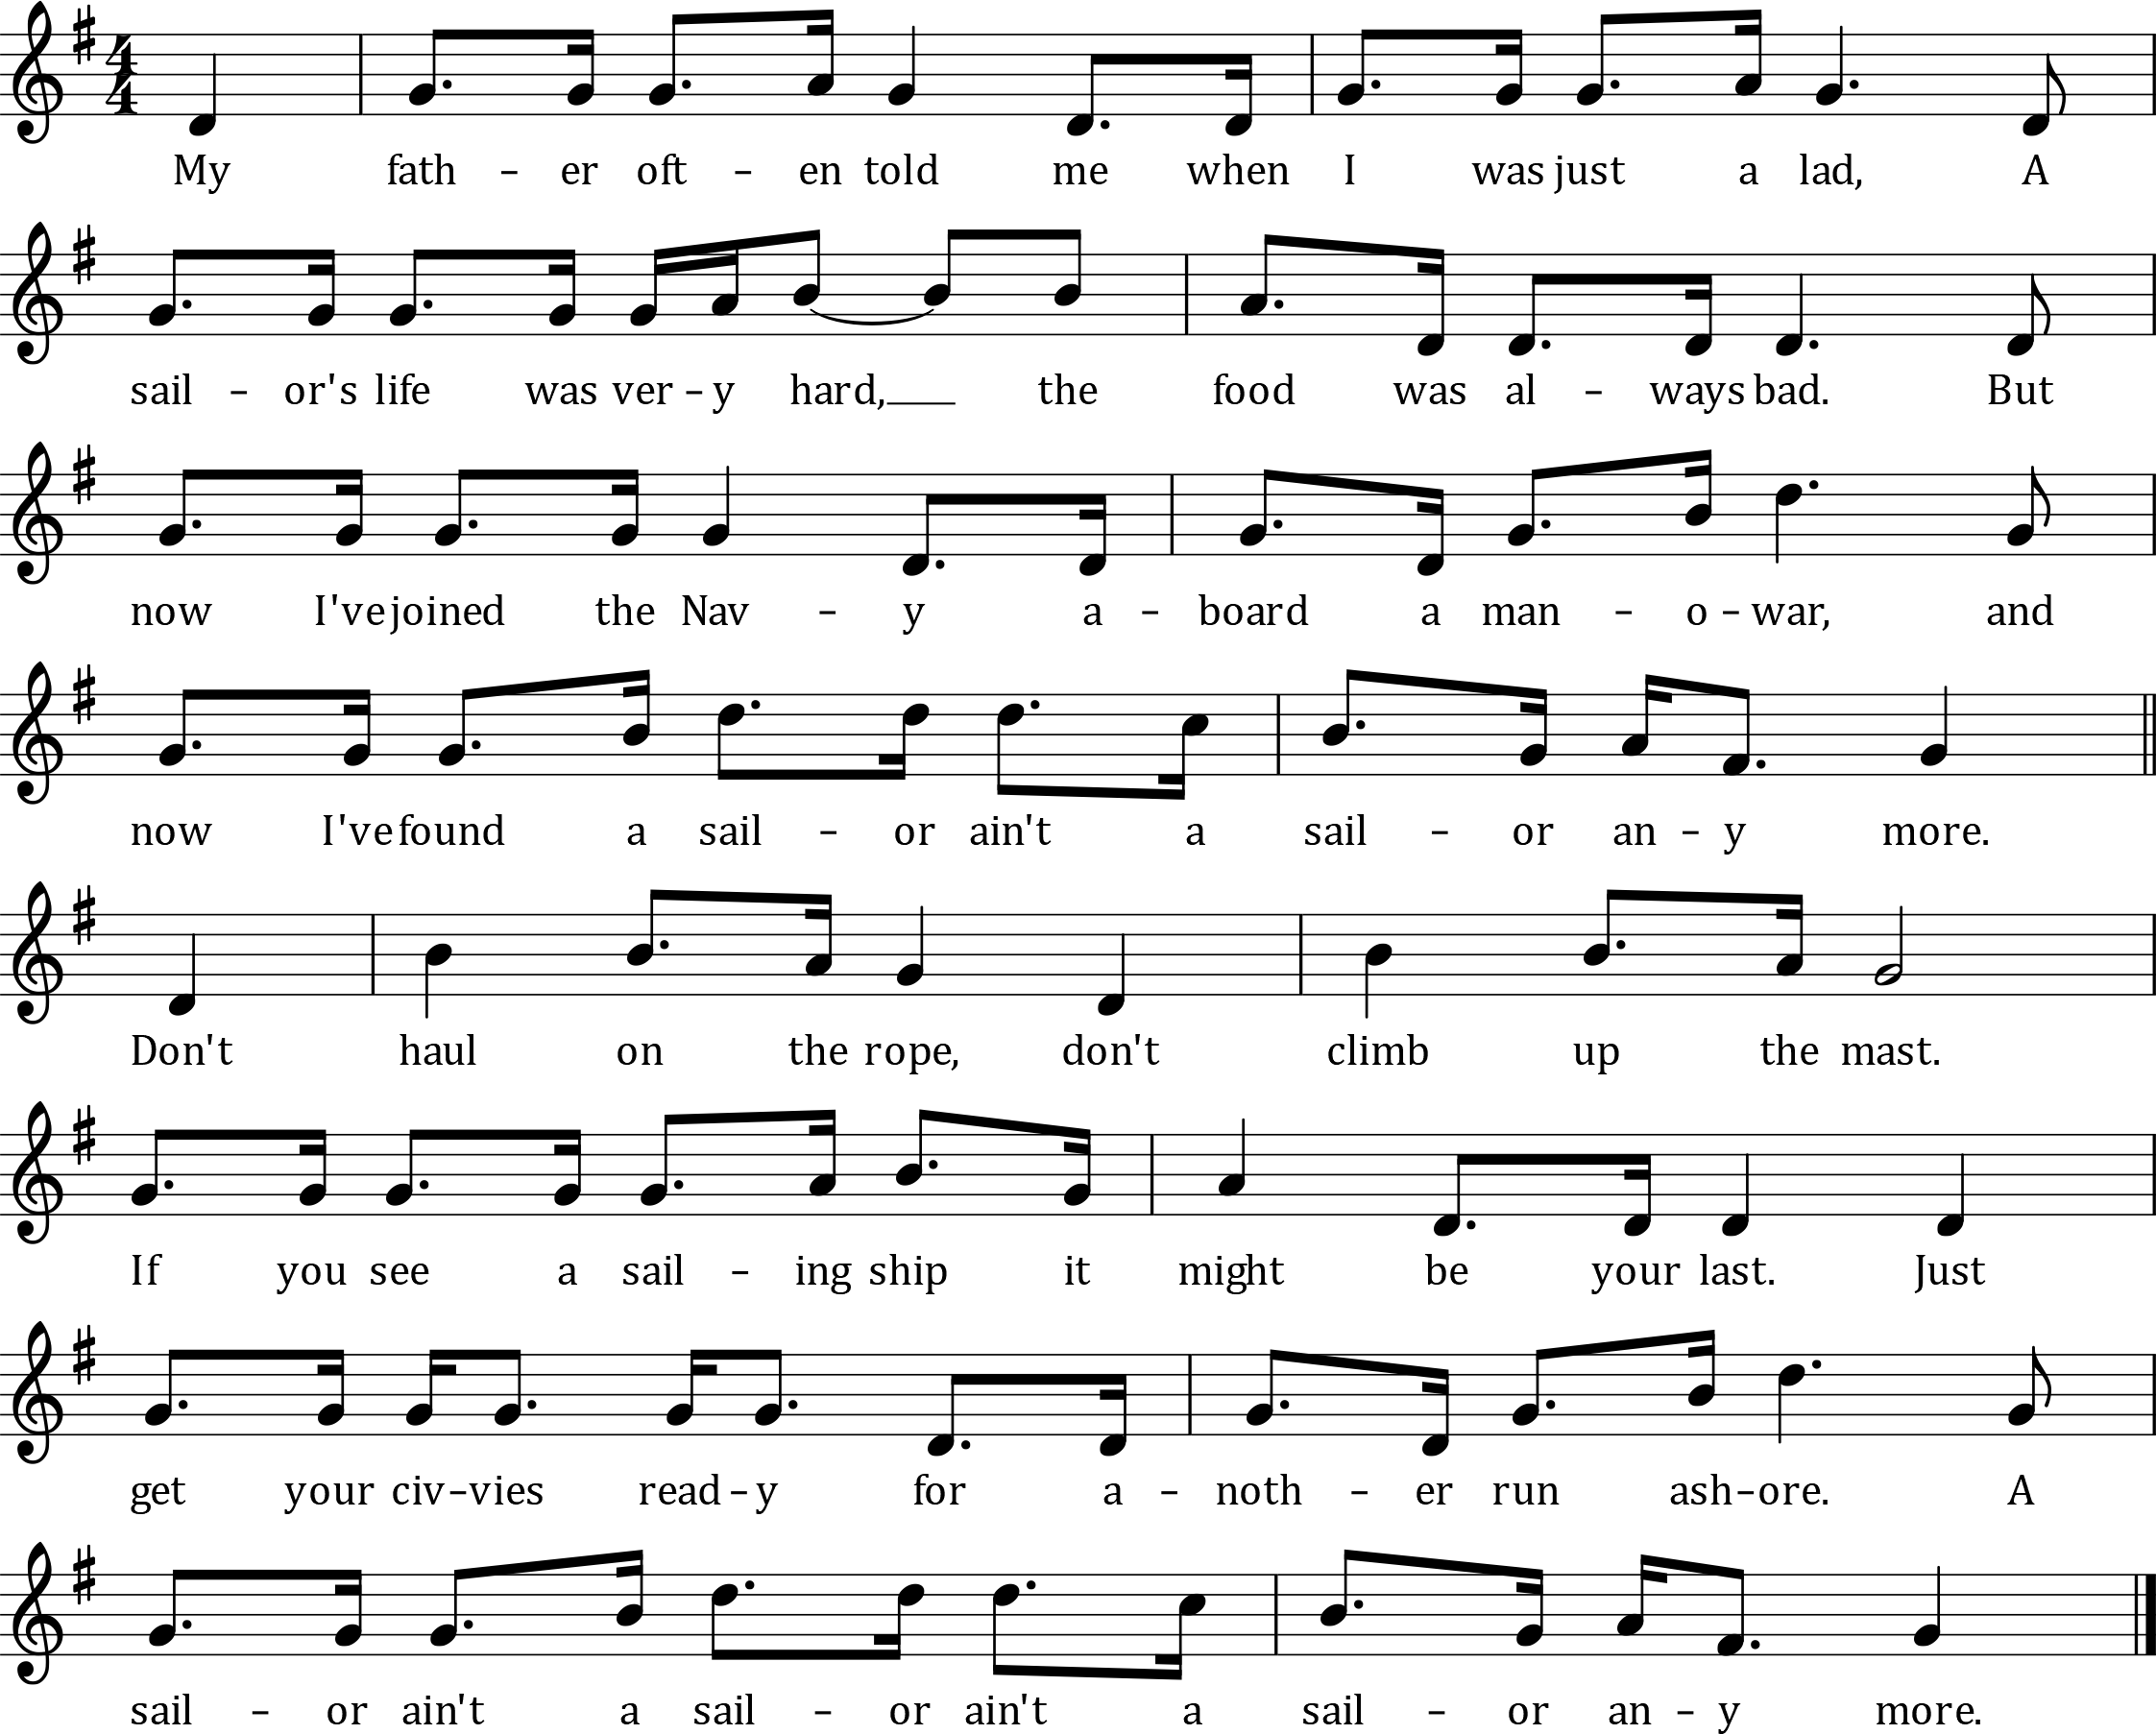 4
4
My fath – er oft – en told me when I was just a lad, A
sail – or's life was ver – y hard, the food was al – ways bad. But
now I've joined the Nav – y a – board a man – o – war, and
now I've found a sail – or ain't a sail – or an – y more.
Don't haul on the rope, don't climb up the mast.
If you see a sail – ing ship it might be your last. Just
get your civ – vies read – y for a – noth – er run ash – ore. A
sail – or ain't a sail – or ain't a sail – or an – y more.